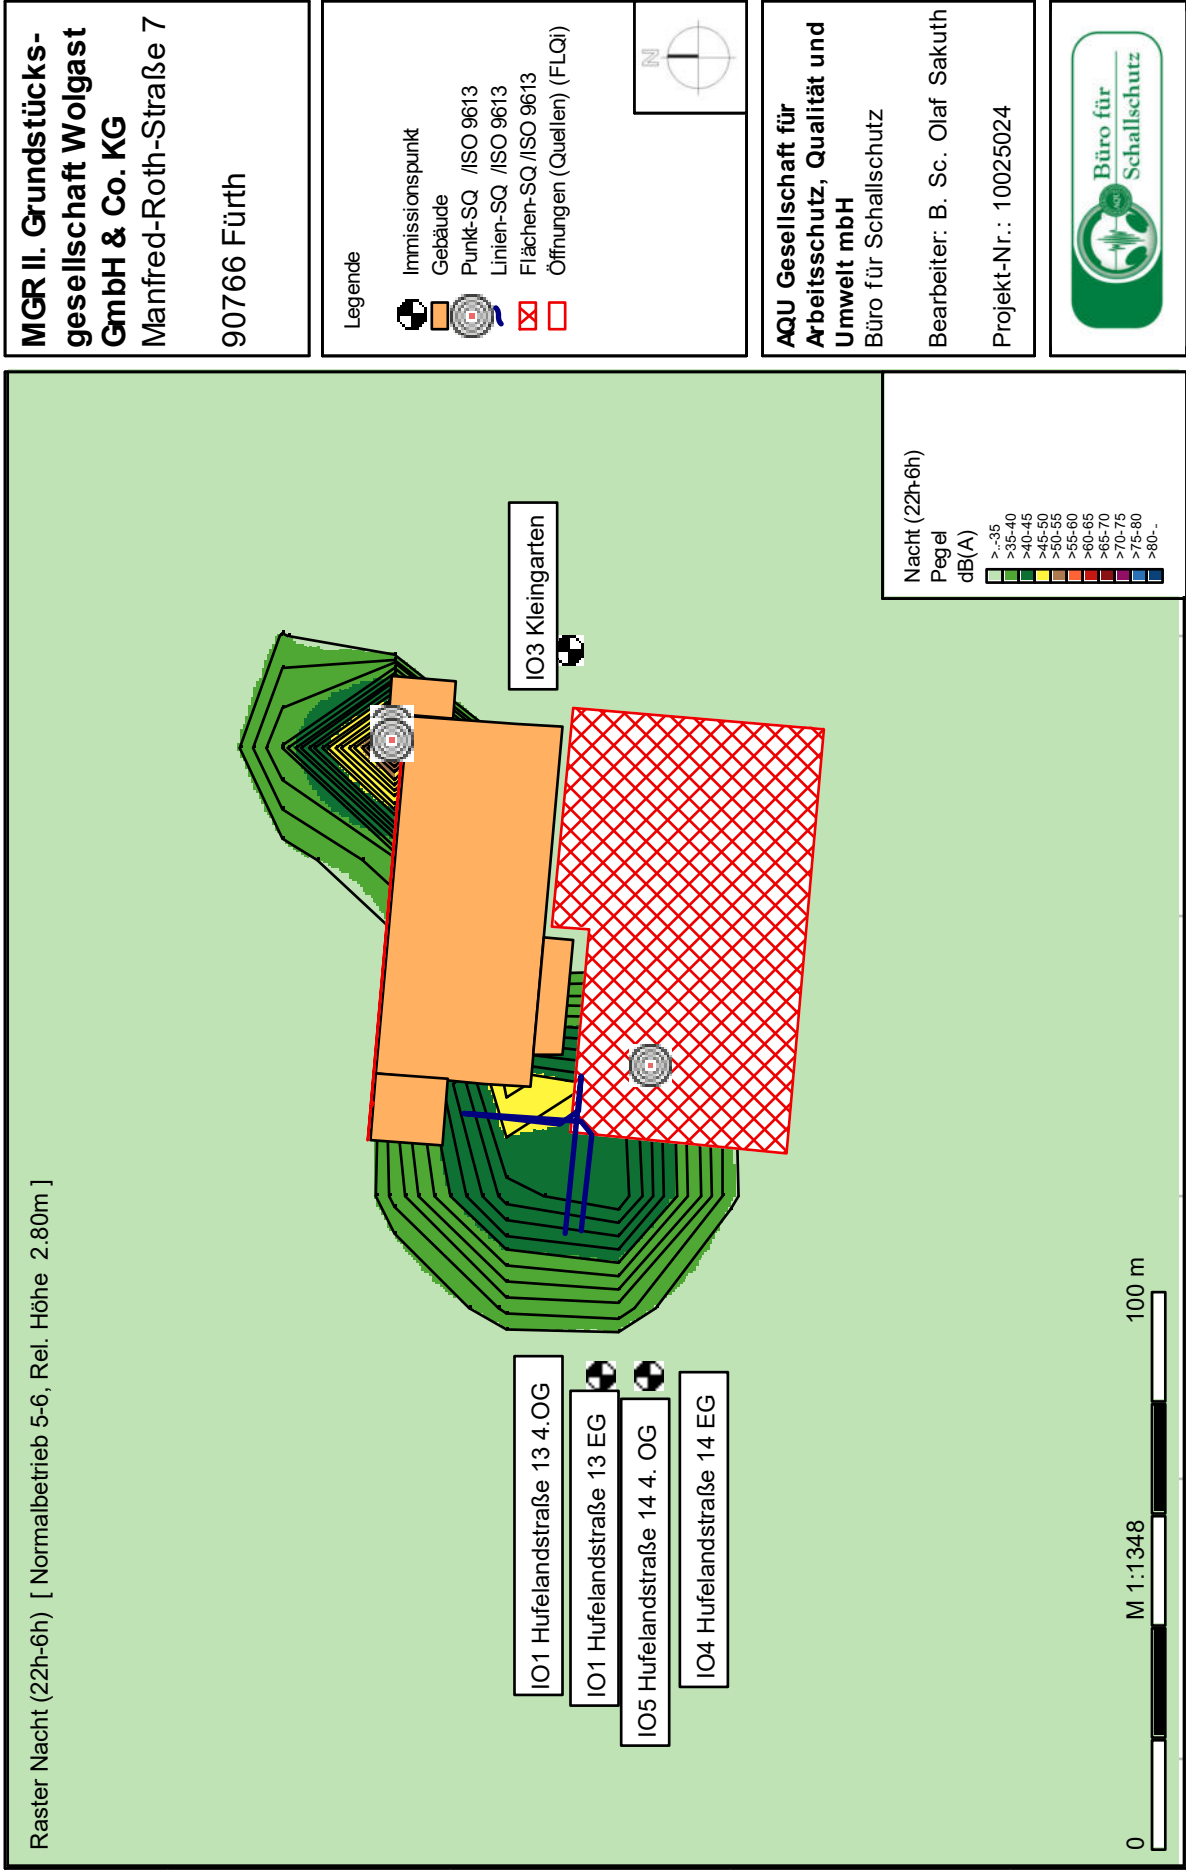 Raster Nacht (22h-6h) [ Normalbetrieb 5-6, Rel. Höhe 2.80m ]
IO1 Hufelandstraße 13 4.OG
IO1 Hufelandstraße 13 EG
IO5 Hufelandstraße 14 4. OG
IO4 Hufelandstraße 14 EG
IO3 Kleingarten
0
M 1:1348
100 m
Nacht (22h-6h)
Pegel
dB(A)
>..-35
>35-40
>40-45
>45-50
>50-55
>55-60
>60-65
>65-70
>70-75
>75-80
>80-..
MGR II. Grundstücks-
gesellschaft Wolgast
GmbH & Co. KG
Manfred-Roth-Straße 7
90766 Fürth
Legende
Immissionspunkt
Gebäude
Punkt-SQ /ISO 9613
Linien-SQ /ISO 9613
Flächen-SQ /ISO 9613
Öffnungen (Quellen) (FLQi)
N
AQU Gesellschaft für
Arbeitsschutz, Qualität und
Umwelt mbH
Büro für Schallschutz
Bearbeiter: B. Sc. Olaf Sakuth
Projekt-Nr.: 10025024
AQU
Büro für
Schallschutz